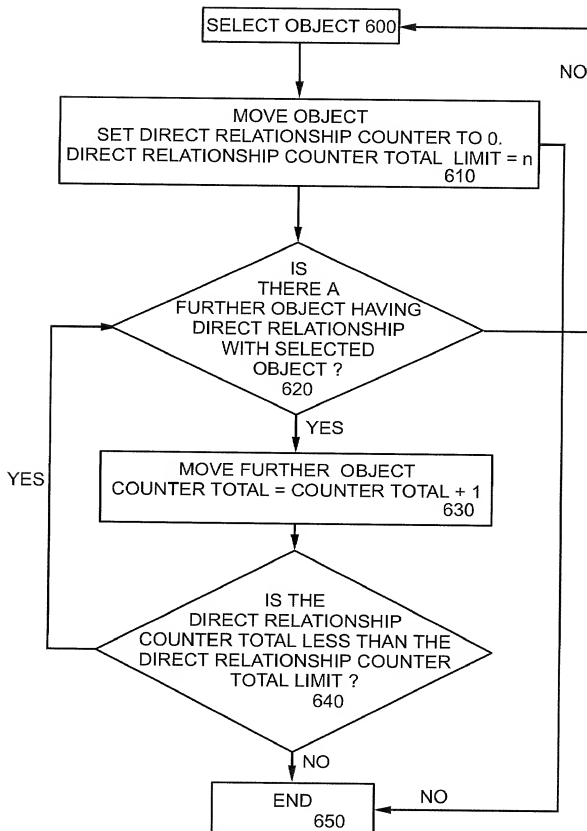 SELECT OBJECT 600
NO
MOVE OBJECT
SET DIRECT RELATIONSHIP COUNTER TO 0.
DIRECT RELATIONSHIP COUNTER TOTAL LIMIT = n
610
IS
THERE A
FURTHER OBJECT HAVING
DIRECT RELATIONSHIP
WITH SELECTED
OBJECT ?
620
YES
YES
MOVE FURTHER OBJECT
COUNTER TOTAL = COUNTER TOTAL + 1
630
IS THE
DIRECT RELATIONSHIP
COUNTER TOTAL LESS THAN THE
DIRECT RELATIONSHIP COUNTER
TOTAL LIMIT ?
640
NO
END
650
NO